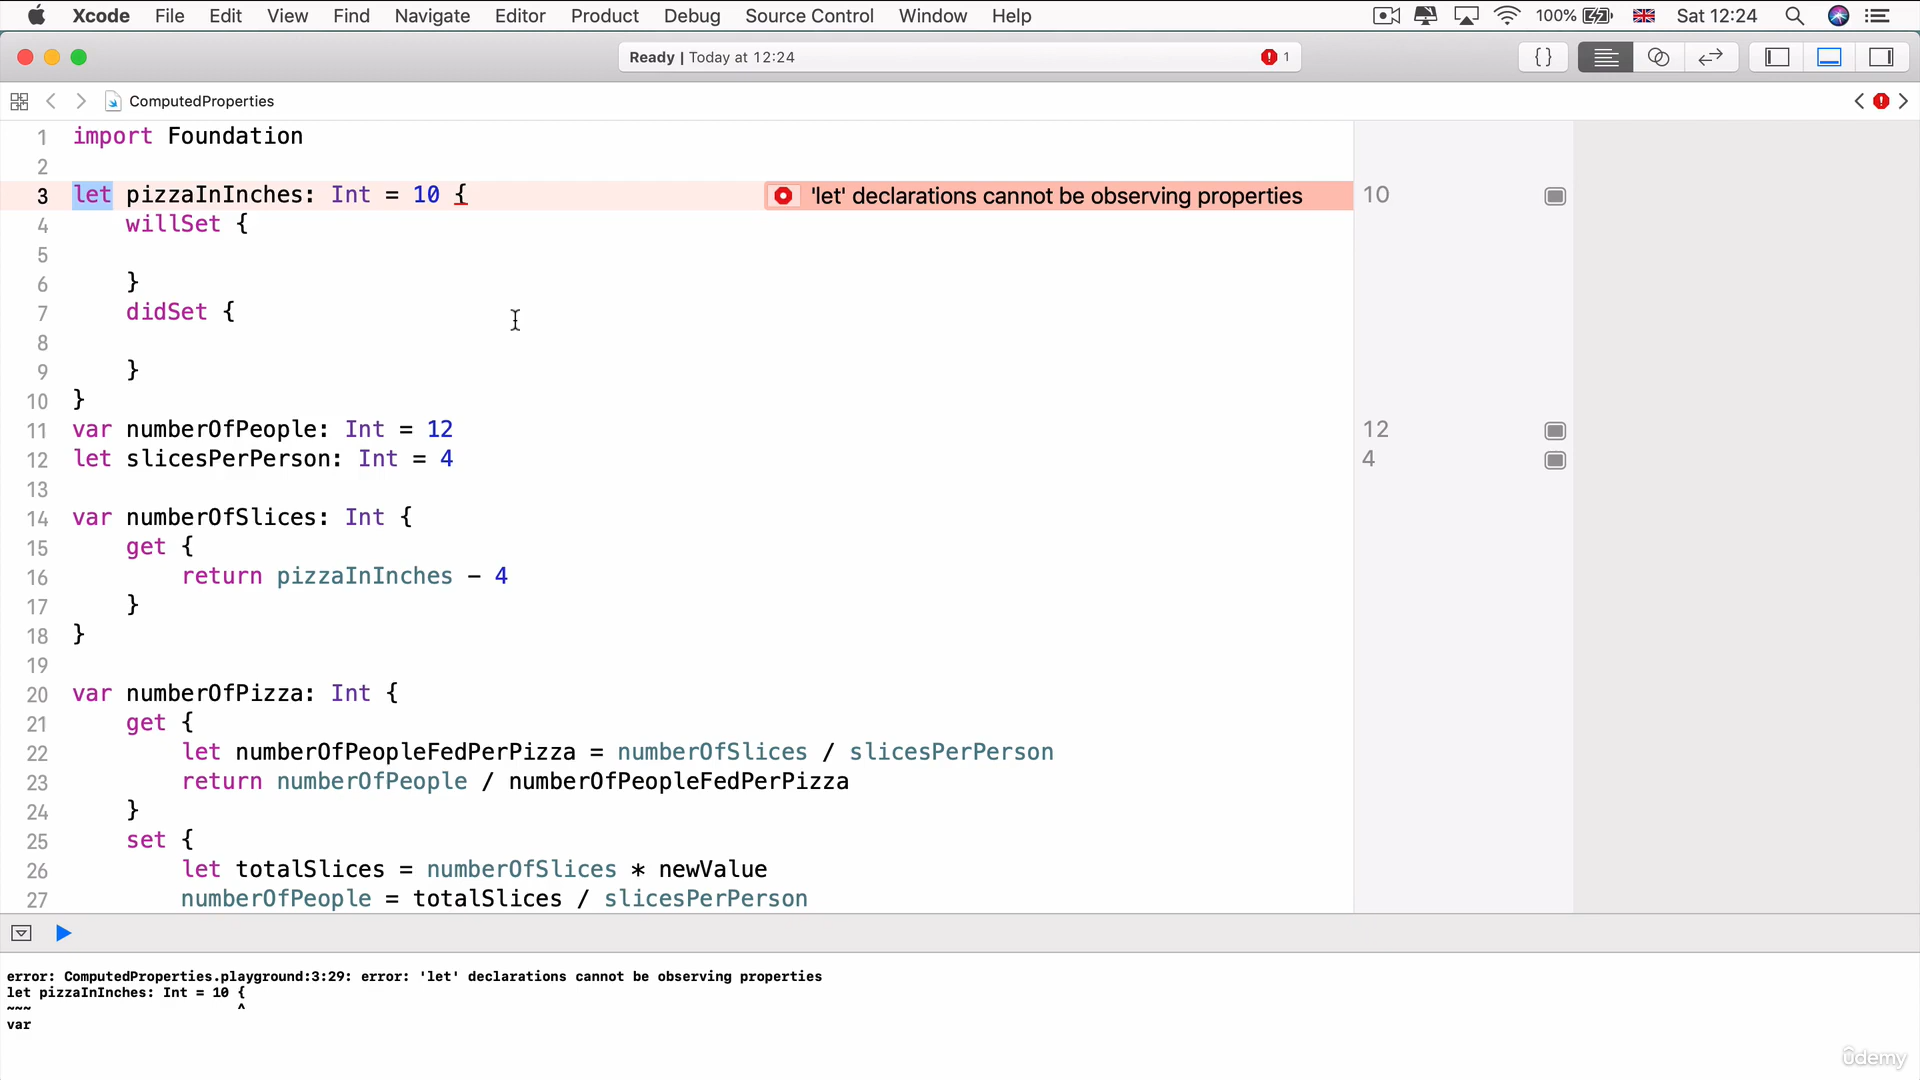 Xcode File Edit View Find Navigate Editor Product Debug Source Control Window Help 100% Sat 12:24
Ready | Today at 12:24 1
ComputedProperties
1 import Foundation
2
3 let pizzaInInches: Int = 10 { 'let' declarations cannot be observing properties 10
4 willSet {
5
6 }
7 didSet {
8
9 }
10 }
11 var numberOfPeople: Int = 12 12
12 let slicesPerPerson: Int = 4 4
13
14 var numberOfSlices: Int {
15 get {
16 return pizzaInInches - 4
17 }
18 }
19
20 var numberOfPizza: Int {
21 get {
22 let numberOfPeopleFedPerPizza = numberOfSlices / slicesPerPerson
23 return numberOfPeople / numberOfPeopleFedPerPizza
24 }
25 set {
26 let totalSlices = numberOfSlices * newValue
27 numberOfPeople = totalSlices / slicesPerPerson
error: ComputedProperties.playground:3:29: error: 'let' declarations cannot be observing properties
let pizzaInInches: Int = 10 {
~~~ ^
var
ûdemy